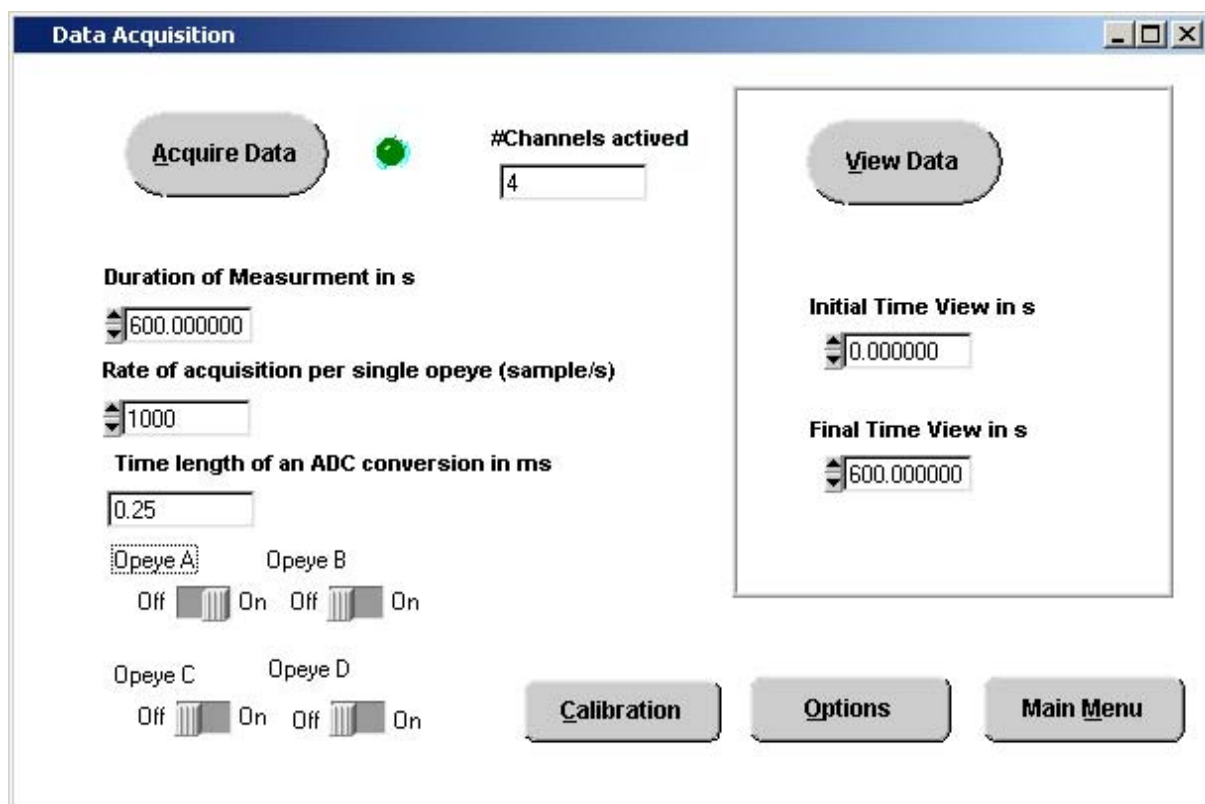 Data Acquisition
Acquire Data
#Channels actived
4
View Data
Duration of Measurment in s
600.000000
Initial Time View in s
0.000000
Rate of acquisition per single opeye (sample/s)
1000
Final Time View in s
600.000000
Time length of an ADC conversion in ms
0.25
Opeye A Opeye B
Off On Off On
Opeye C Opeye D
Off On Off On
Calibration
Options
Main Menu